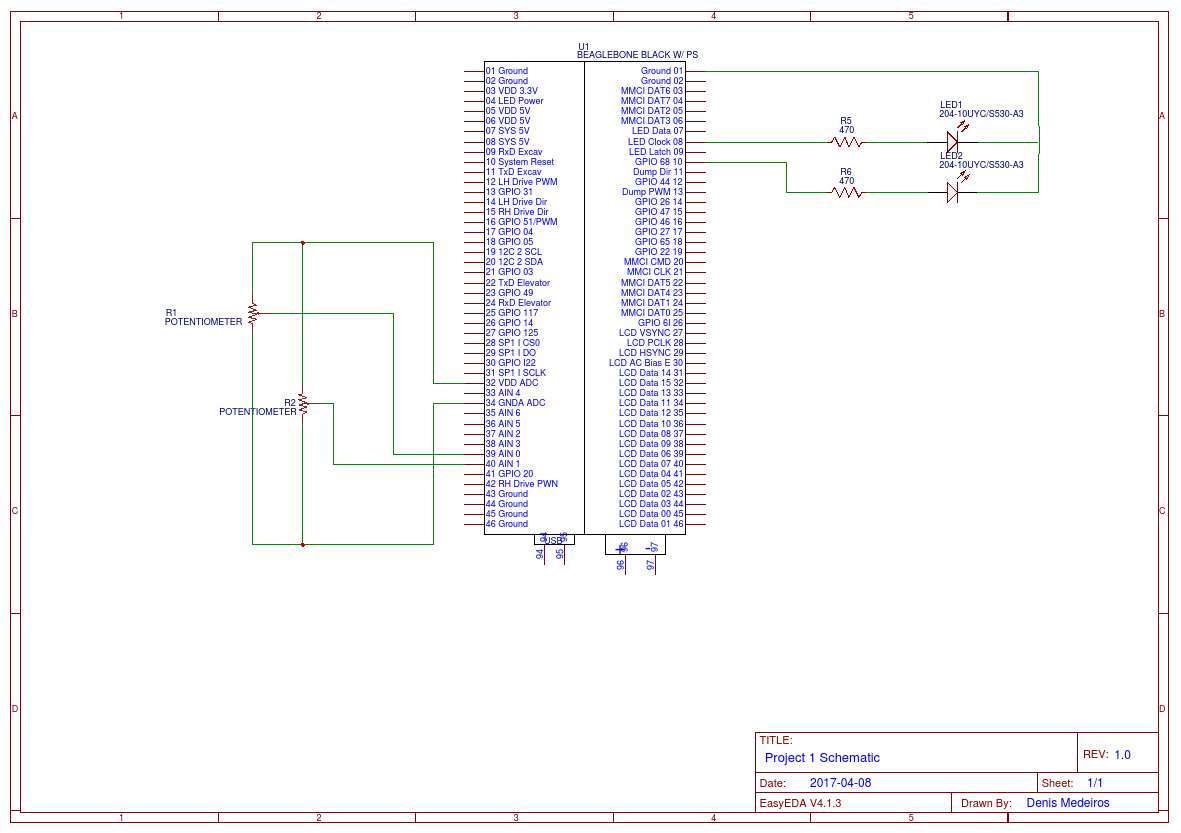 1 2 3 4 5
A A
B B
C C
D D
U1
BEAGLEBONE BLACK W/ PS
01 Ground
02 Ground
03 VDD 3.3V
04 LED Power
05 VDD 5V
06 VDD 5V
07 SYS 5V
08 SYS 5V
09 RxD Excav
10 System Reset
11 TxD Excav
12 LH Drive PWM
13 GPIO 31
14 LH Drive Dir
15 RH Drive Dir
16 GPIO 51/PWM
17 GPIO 04
18 GPIO 05
19 12C 2 SCL
20 12C 2 SDA
21 GPIO 03
22 TxD Elevator
23 GPIO 49
24 RxD Elevator
25 GPIO 117
26 GPIO 14
27 GPIO 125
28 SP1 I CS0
29 SP1 I DO
30 GPIO I22
31 SP1 I SCLK
32 VDD ADC
33 AIN 4
34 GNDA ADC
35 AIN 6
36 AIN 5
37 AIN 2
38 AIN 3
39 AIN 0
40 AIN 1
41 GPIO 20
42 RH Drive PWN
43 Ground
44 Ground
45 Ground
46 Ground
Ground 01
Ground 02
MMCI DAT6 03
MMCI DAT7 04
MMCI DAT2 05
MMCI DAT3 06
LED Data 07
LED Clock 08
LED Latch 09
GPIO 68 10
Dump Dir 11
GPIO 44 12
Dump PWM 13
GPIO 26 14
GPIO 47 15
GPIO 46 16
GPIO 27 17
GPIO 65 18
GPIO 22 19
MMCI CMD 20
MMCI CLK 21
MMCI DAT5 22
MMCI DAT4 23
MMCI DAT1 24
MMCI DAT0 25
GPIO 6I 26
LCD VSYNC 27
LCD PCLK 28
LCD HSYNC 29
LCD AC Bias E 30
LCD Data 14 31
LCD Data 15 32
LCD Data 13 33
LCD Data 11 34
LCD Data 12 35
LCD Data 10 36
LCD Data 08 37
LCD Data 09 38
LCD Data 06 39
LCD Data 07 40
LCD Data 04 41
LCD Data 05 42
LCD Data 02 43
LCD Data 03 44
LCD Data 00 45
LCD Data 01 46
USB
94 95
94 95
+ 96 - 97
96 97
R1
POTENTIOMETER
R2
POTENTIOMETER
R5
470
R6
470
LED1
204-10UYC/S530-A3
LED2
204-10UYC/S530-A3
TITLE:
Project 1 Schematic
REV: 1.0
Date: 2017-04-08
Sheet: 1/1
EasyEDA V4.1.3
Drawn By: Denis Medeiros
1 2 3 4 5